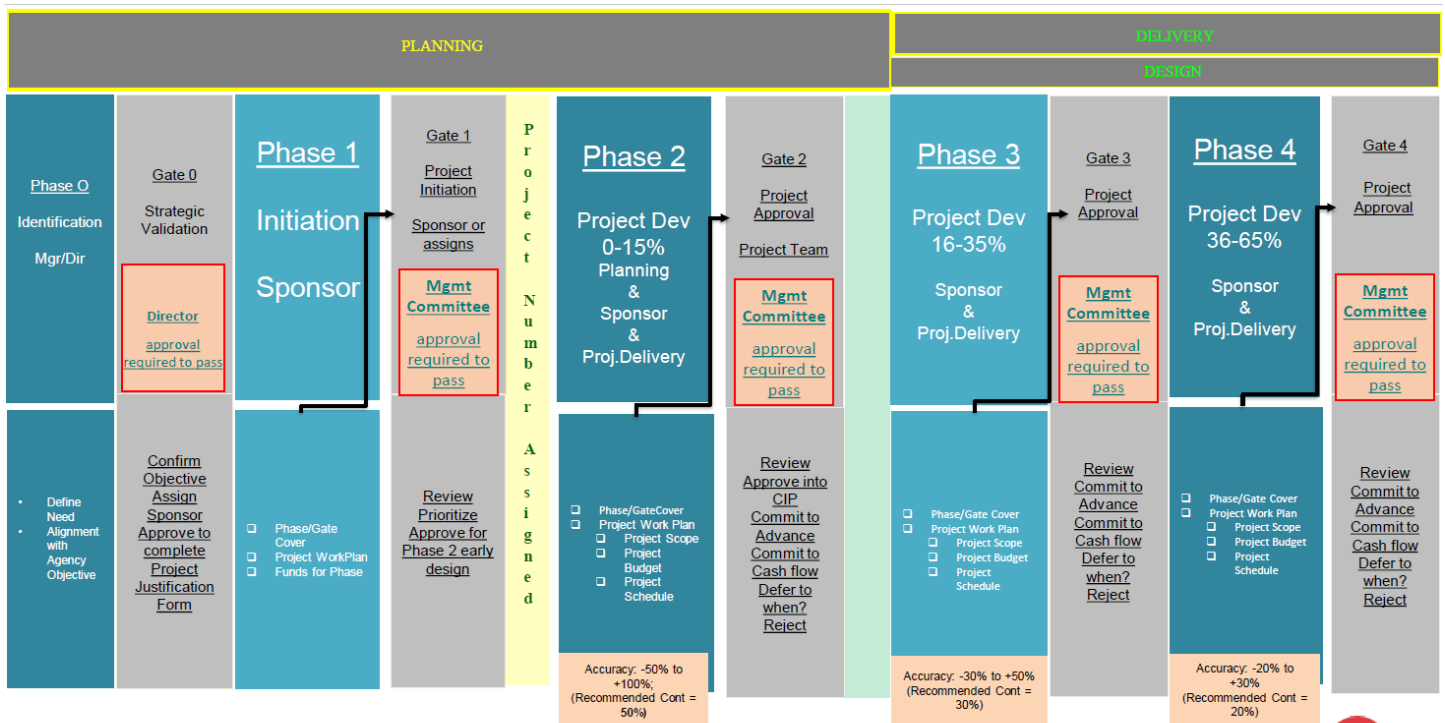 PLANNING
DELIVERY
DESIGN
Phase O
Identification
Mgr/Dir
• Define
Need
• Alignment
with
Agency
Objective
Gate 0
Strategic
Validation
Director
approval
required to pass
Confirm
Objective
Assign
Sponsor
Approve to
complete
Project
Justification
Form
Phase 1
Initiation
Sponsor
❑ Phase/Gate
Cover
❑ Project WorkPlan
❑ Funds for Phase
Gate 1
Project
Initiation
Sponsor or
assigns
Mgmt
Committee
approval
required to
pass
Review
Prioritize
Approve for
Phase 2 early
design
Project Number Assigned
Phase 2
Project Dev
0-15%
Planning
&
Sponsor
&
Proj.Delivery
❑ Phase/GateCover
❑ Project Work Plan
❑ Project Scope
❑ Project
Budget
❑ Project
Schedule
Accuracy: -50% to
+100%;
(Recommended Cont =
50%)
Gate 2
Project
Approval
Project Team
Mgmt
Committee
approval
required to
pass
Review
Approve into
CIP
Commit to
Advance
Commit to
Cash flow
Defer to
when?
Reject
Phase 3
Project Dev
16-35%
Sponsor
&
Proj.Delivery
❑ Phase/Gate Cover
❑ Project Work Plan
❑ Project Scope
❑ Project Budget
❑ Project
Schedule
Accuracy: -30% to +50%
(Recommended Cont =
30%)
Gate 3
Project
Approval
Mgmt
Committee
approval
required to
pass
Review
Commit to
Advance
Commit to
Cash flow
Defer to
when?
Reject
Phase 4
Project Dev
36-65%
Sponsor
&
Proj.Delivery
❑ Phase/Gate Cover
❑ Project Work Plan
❑ Project Scope
❑ Project Budget
❑ Project
Schedule
Accuracy: -20% to
+30%
(Recommended Cont =
20%)
Gate 4
Project
Approval
Mgmt
Committee
approval
required to
pass
Review
Commit to
Advance
Commit to
Cash flow
Defer to
when?
Reject